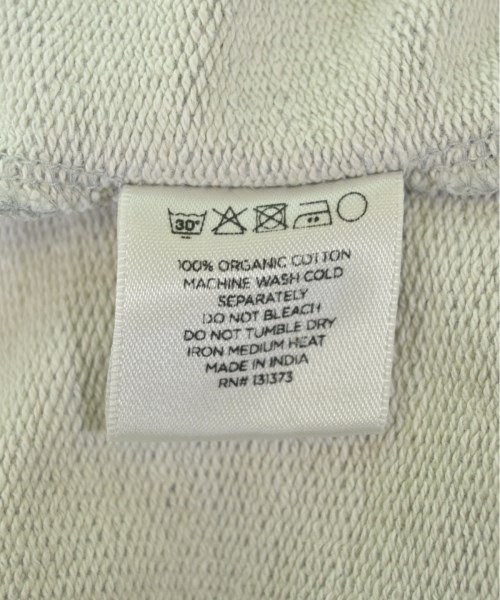 30°
100% ORGANIC COTTON
MACHINE WASH COLD
SEPARATELY
DO NOT BLEACH
DO NOT TUMBLE DRY
IRON MEDIUM HEAT
MADE IN INDIA
RN# 131373